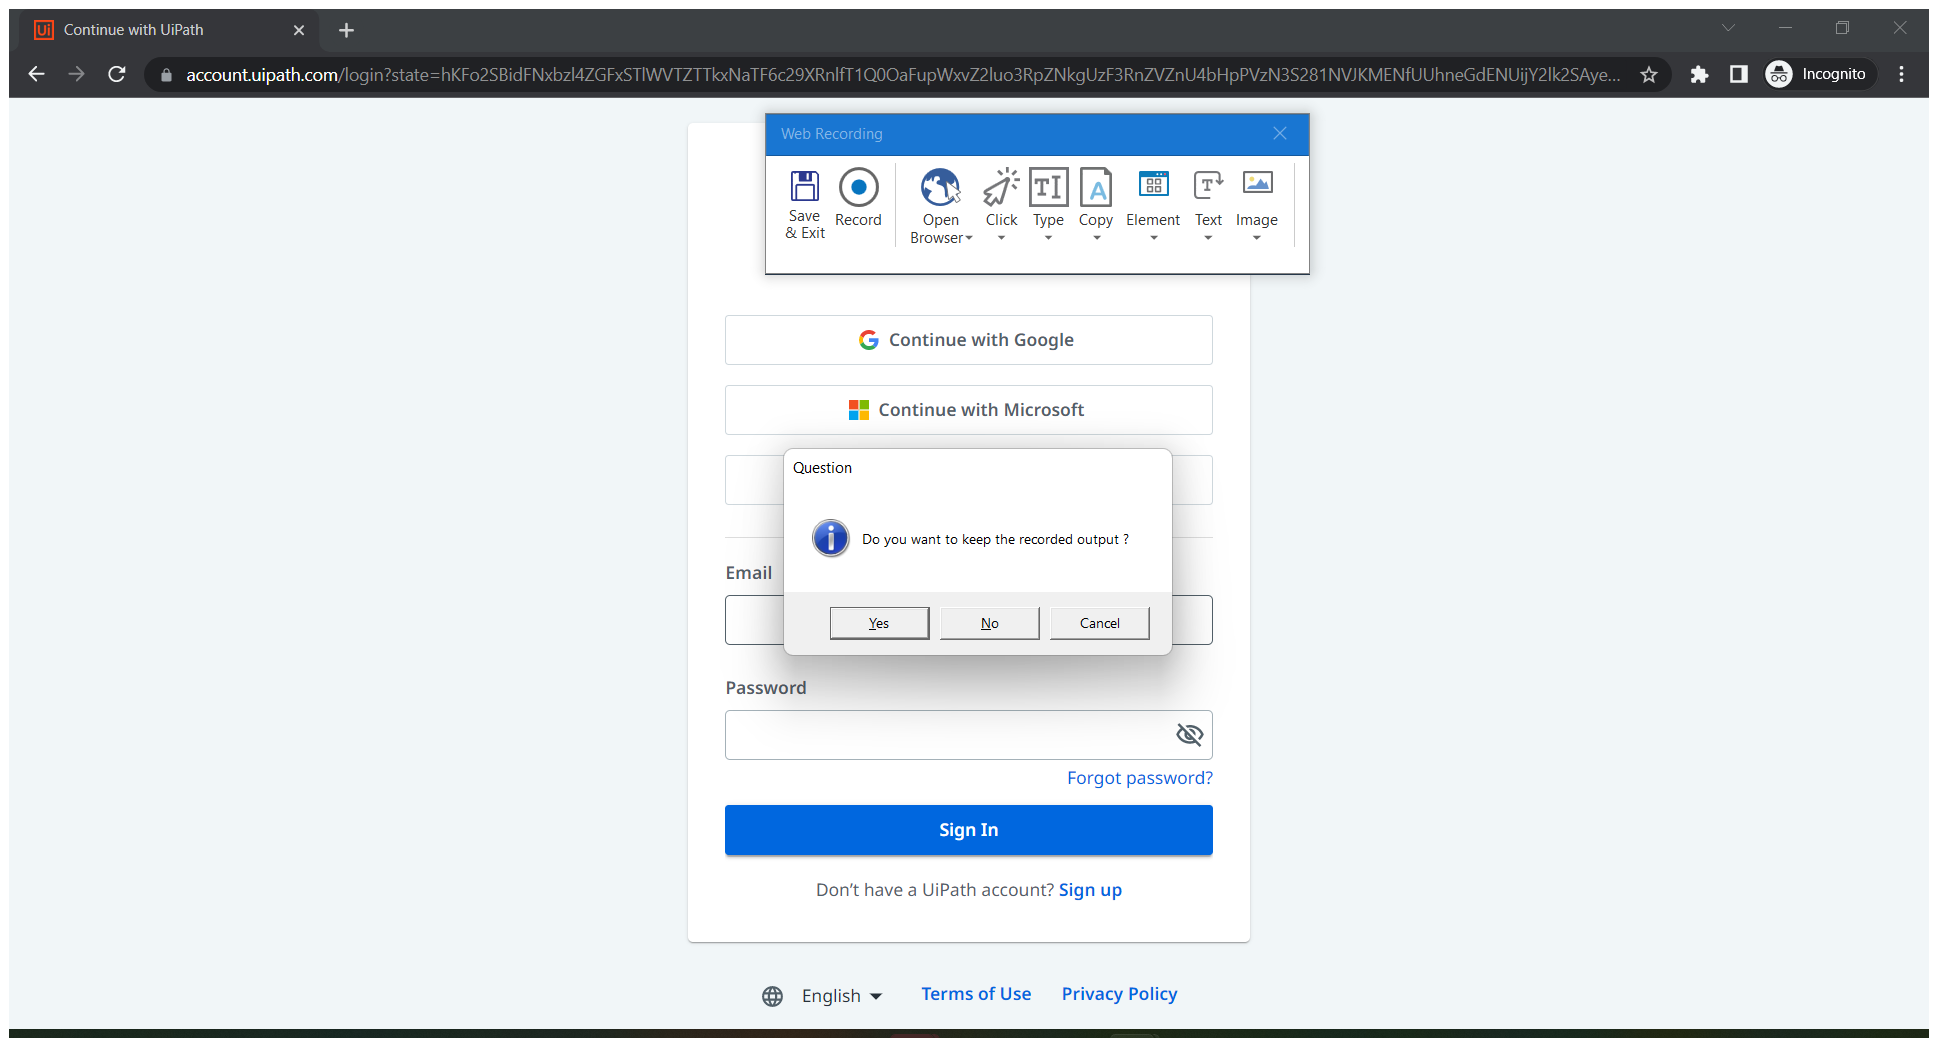 Ui Continue with UiPath
account.uipath.com/login?state=hKFo2SBidFNxbzl4ZGFxSTlWVTZTTkxNaTF6c29XRnlfT1Q0OaFupWxvZ2luo3RpZNkgUzF3RnZVZnU4bHpPVzN3S281NVJKMENfUUhneGdENUijY2lk2SAye...
Incognito
Web Recording
Save
& Exit
Record
Open
Browser
Click
Type
Copy
Element
Text
Image
Continue with Google
Continue with Microsoft
Question
Do you want to keep the recorded output ?
Yes
No
Cancel
Email
Password
Forgot password?
Sign In
Don’t have a UiPath account? Sign up
English
Terms of Use
Privacy Policy